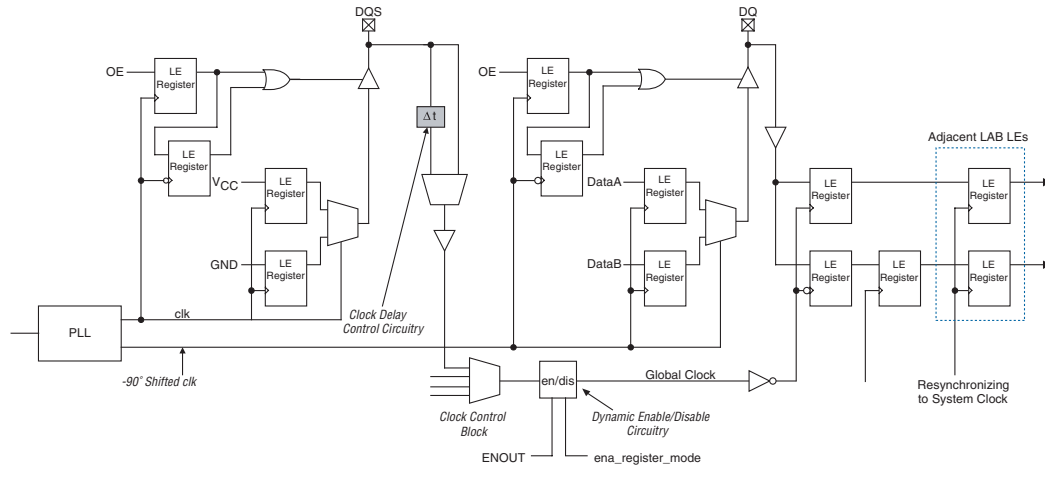 DQS
DQ
OE
LE
Register
OE
LE
Register
Δt
Adjacent LAB LEs
LE
Register
LE
Register
VCC
LE
Register
DataA
LE
Register
LE
Register
LE
Register
GND
LE
Register
DataB
LE
Register
LE
Register
LE
Register
LE
Register
PLL
clk
Clock Delay
Control Circuitry
-90° Shifted clk
en/dis
Global Clock
Resynchronizing
to System Clock
Clock Control
Block
Dynamic Enable/Disable
Circuitry
ENOUT
ena_register_mode